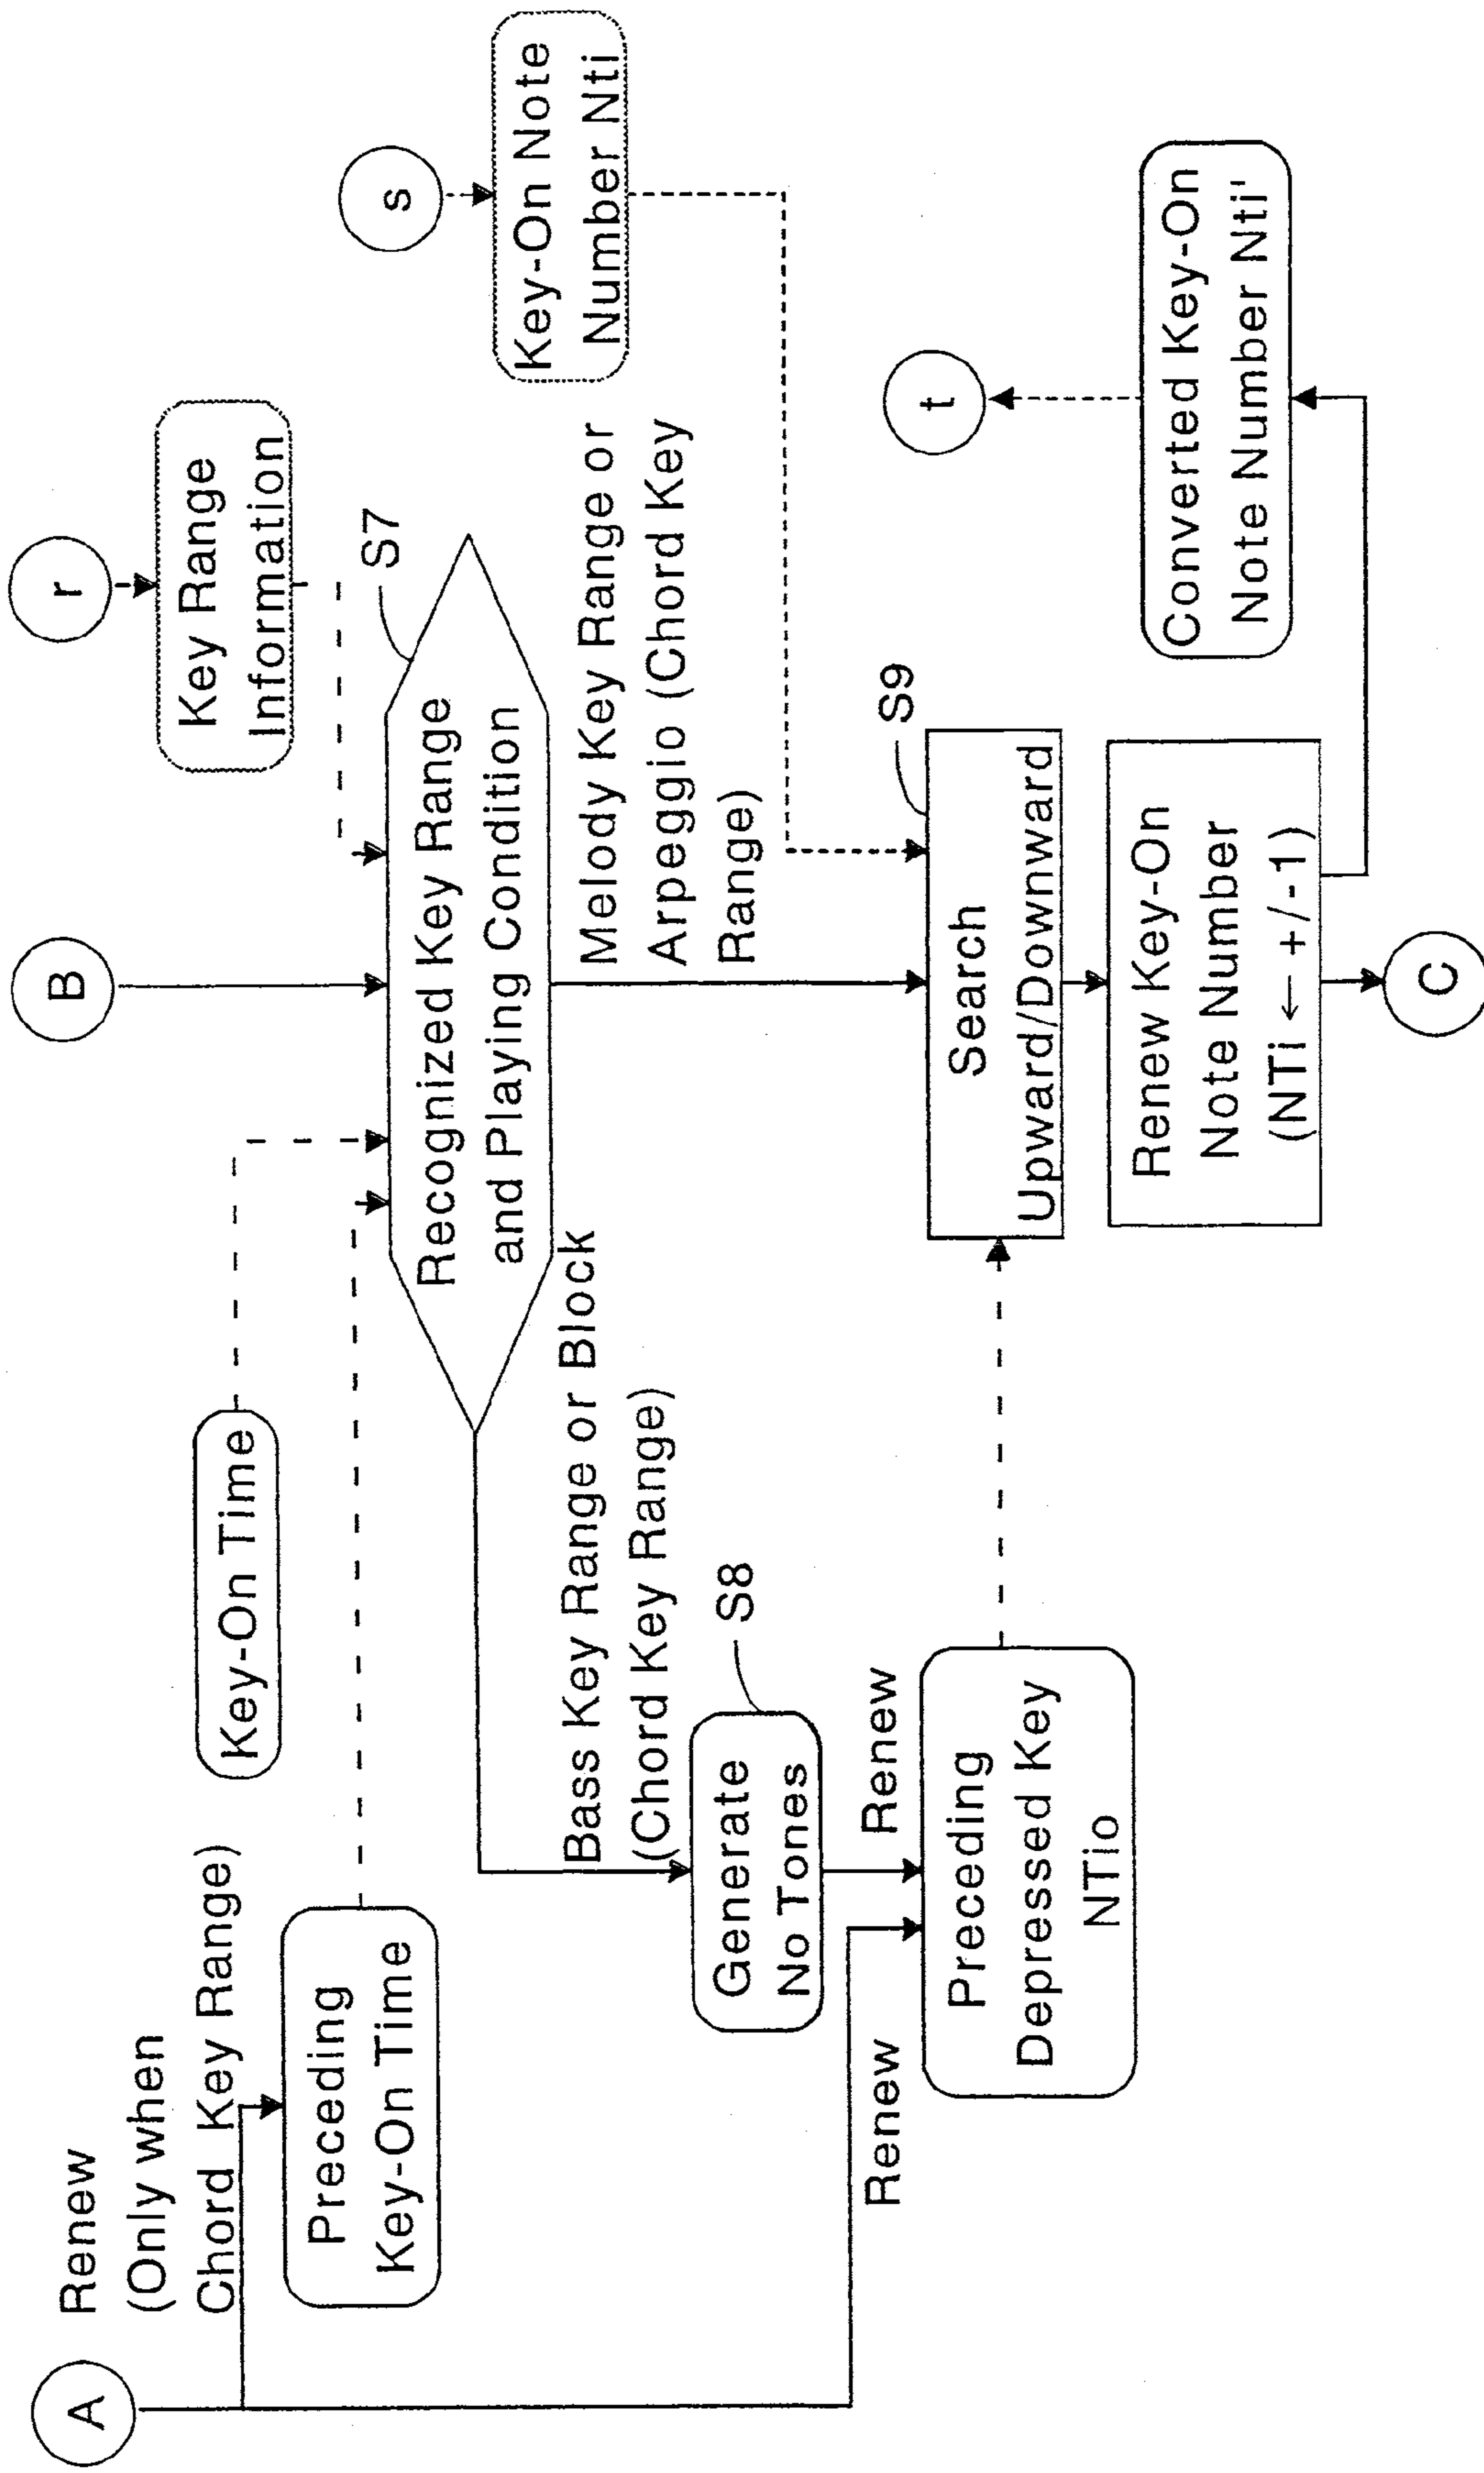 A
Renew
(Only when
Chord Key Range)
Preceding
Key-On Time
Key-On Time
B
r
Key Range
Information
s
Key-On Note
Number Nti
S7
Recognized Key Range
and Playing Condition
Bass Key Range or Block
(Chord Key Range)
Melody Key Range or
Arpeggio (Chord Key
Range)
S8
Generate
No Tones
Renew
Renew
Preceding
Depressed Key
NTio
S9
Search
Upward/Downward
Renew Key-On
Note Number
(NTi ← +/-1)
t
Converted Key-On
Note Number Nti'
C